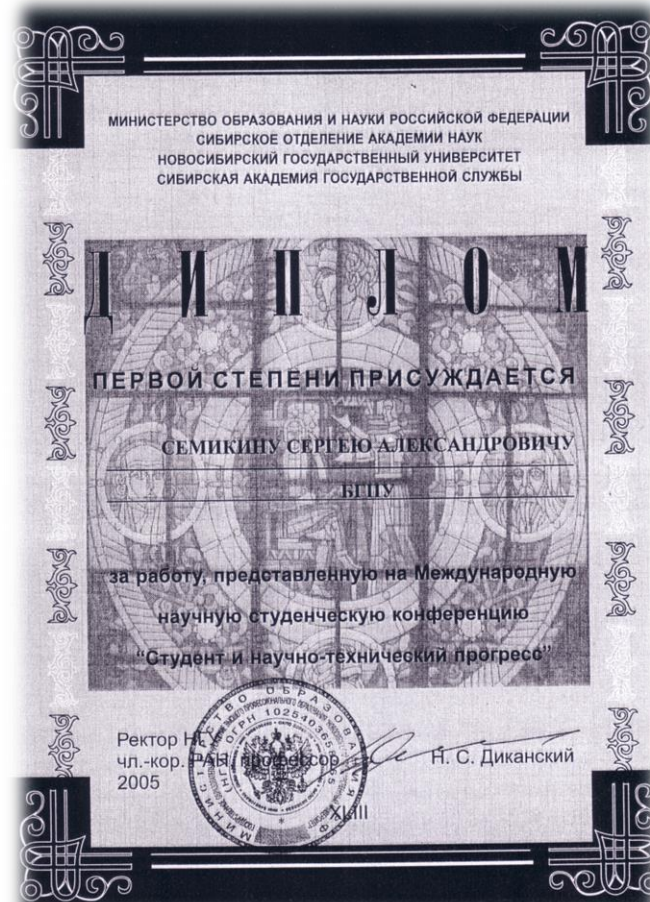 МИНИСТЕРСТВО ОБРАЗОВАНИЯ И НАУКИ РОССИЙСКОЙ ФЕДЕРАЦИИ
СИБИРСКОЕ ОТДЕЛЕНИЕ АКАДЕМИИ НАУК
НОВОСИБИРСКИЙ ГОСУДАРСТВЕННЫЙ УНИВЕРСИТЕТ
СИБИРСКАЯ АКАДЕМИЯ ГОСУДАРСТВЕННОЙ СЛУЖБЫ
ДИПЛОМ
ПЕРВОЙ СТЕПЕНИ ПРИСУЖДАЕТСЯ
СЕМИКИНУ СЕРГЕЮ АЛЕКСАНДРОВИЧУ
БГПУ
за работу, представленную на Международную
научную студенческую конференцию
"Студент и научно-технический прогресс"
Ректор НГУ
чл.-кор. РАН, профессор Н. С. Диканский
2005
XLIII